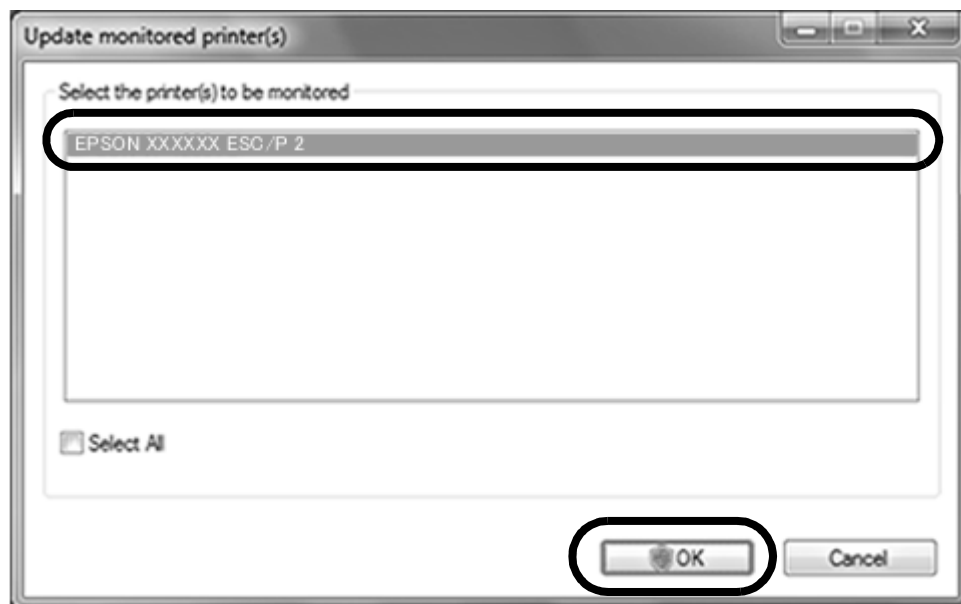 Update monitored printer(s)
Select the printer(s) to be monitored
EPSON XXXXXX ESC/P 2
Select All
OK
Cancel